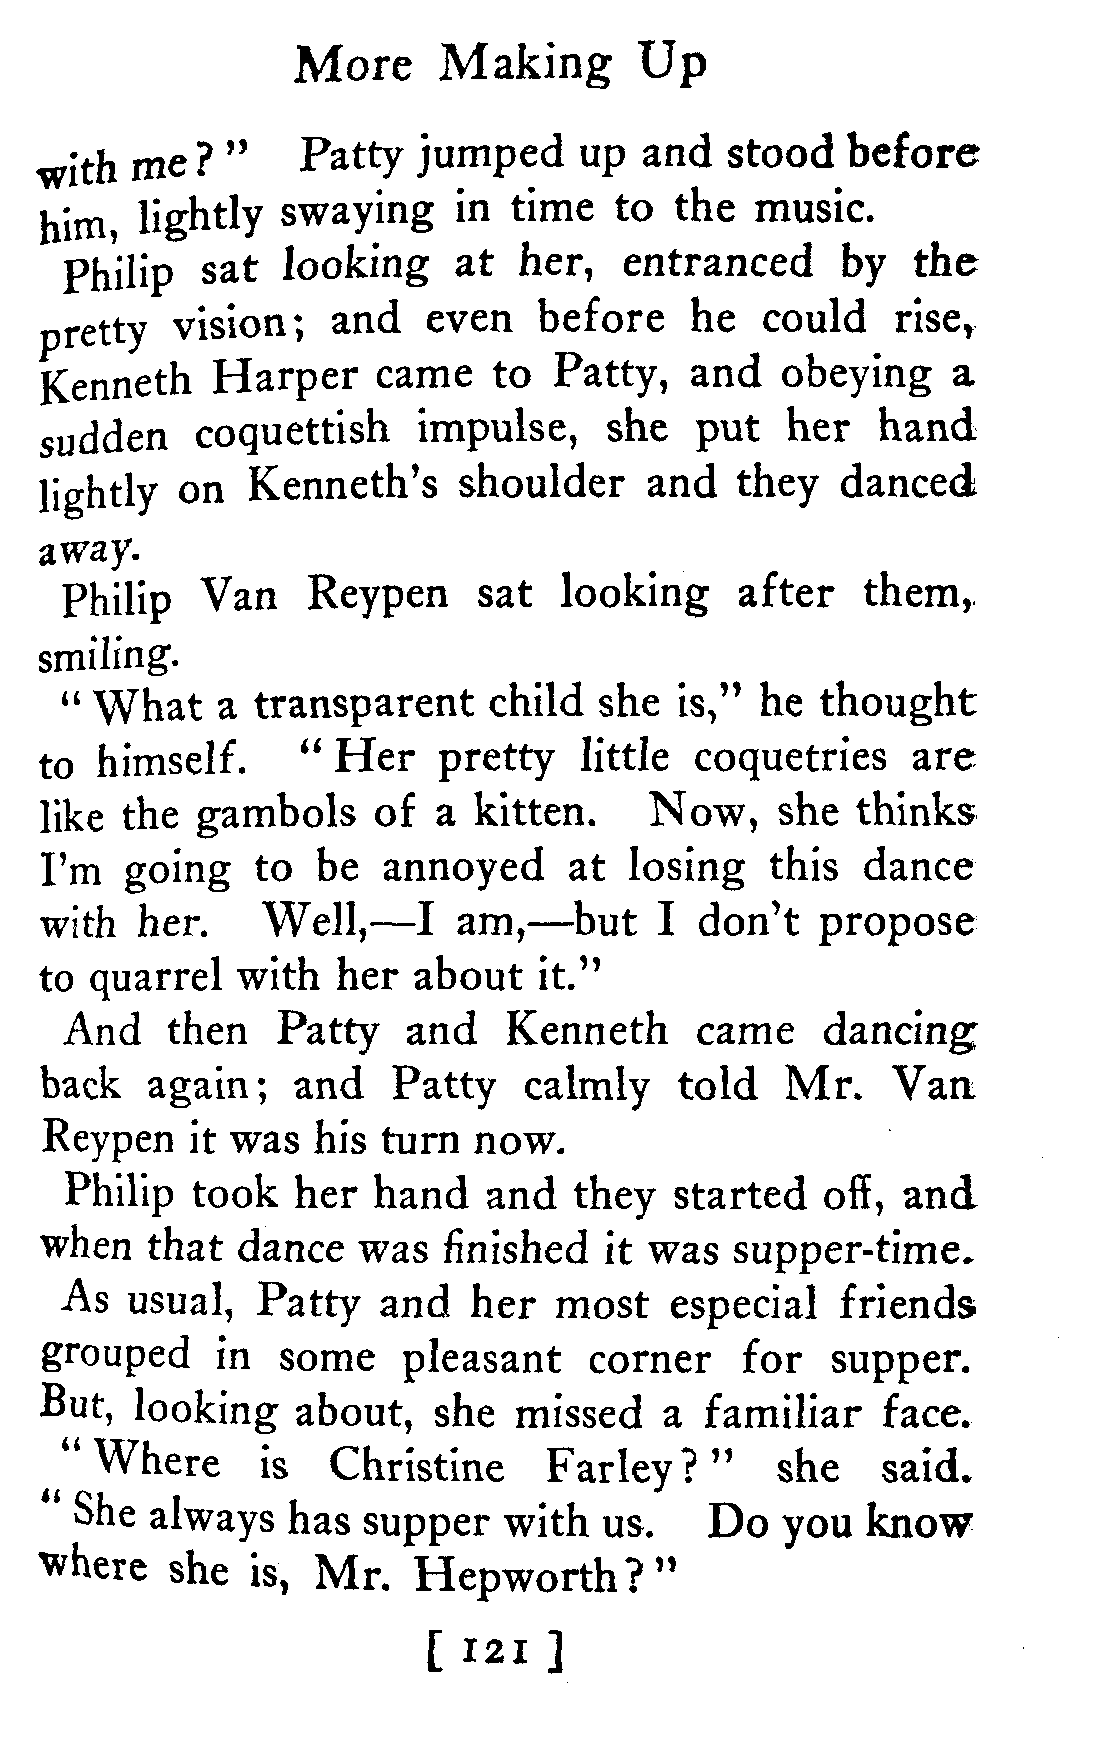 More Making Up
with me?" Patty jumped up and stood before
him, lightly swaying in time to the music.
Philip sat looking at her, entranced by the
pretty vision; and even before he could rise,
Kenneth Harper came to Patty, and obeying a
sudden coquettish impulse, she put her hand
lightly on Kenneth's shoulder and they danced
away.
Philip Van Reypen sat looking after them,
smiling.
"What a transparent child she is," he thought
to himself. "Her pretty little coquetries are
like the gambols of a kitten. Now, she thinks
I'm going to be annoyed at losing this dance
with her. Well,—I am,—but I don't propose
to quarrel with her about it."
And then Patty and Kenneth came dancing
back again; and Patty calmly told Mr. Van
Reypen it was his turn now.
Philip took her hand and they started off, and
when that dance was finished it was supper-time.
As usual, Patty and her most especial friends
grouped in some pleasant corner for supper.
But, looking about, she missed a familiar face.
"Where is Christine Farley?" she said.
"She always has supper with us. Do you know
where she is, Mr. Hepworth?"
[ 121 ]